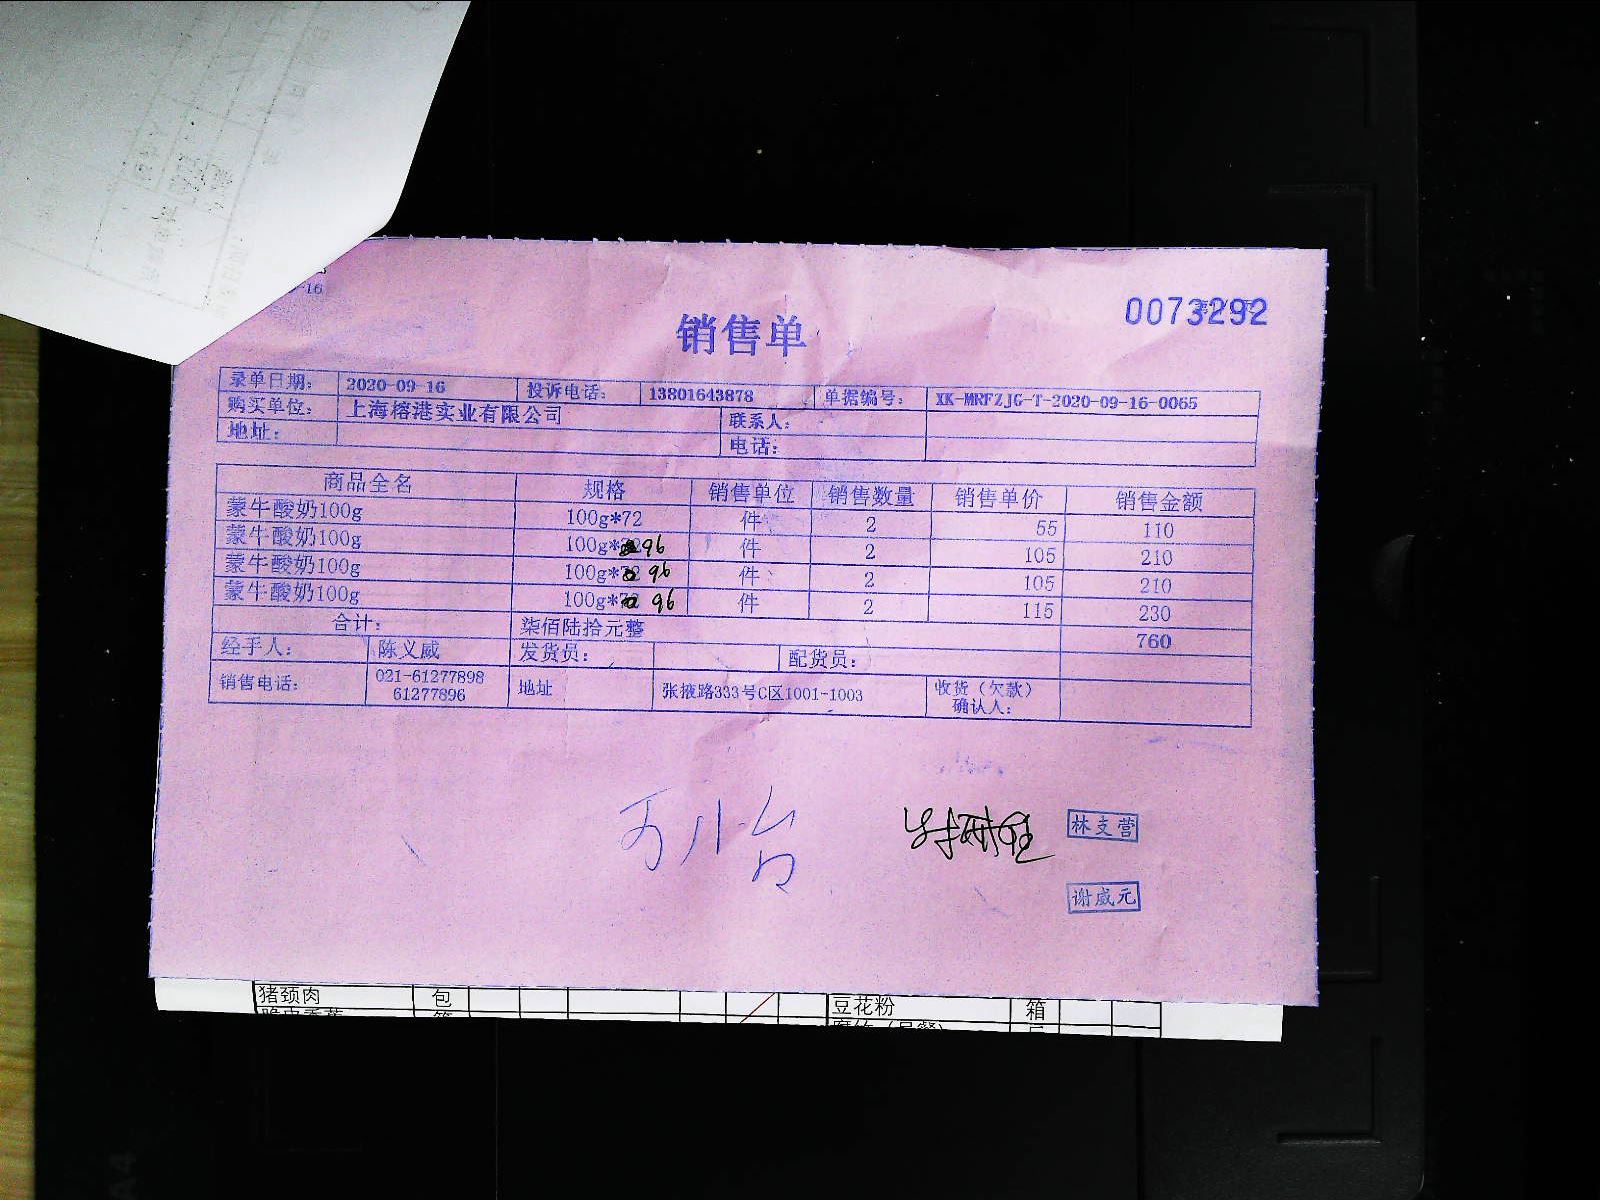 -16
0073292
销售单
录单日期： 2020-09-16 投诉电话： 13801643878 单据编号： XK-MRFZJG-T-2020-09-16-0065
购买单位： 上海榕港实业有限公司 联系人：
地址： 电话：
商品全名 规格 销售单位 销售数量 销售单价 销售金额
蒙牛酸奶100g 100g*72 件 2 55 110
蒙牛酸奶100g 100g* 96 件 2 105 210
蒙牛酸奶100g 100g* 96 件 2 105 210
蒙牛酸奶100g 100g* 96 件 2 115 230
合计： 柒佰陆拾元整 760
经手人： 陈义威 发货员： 配货员：
销售电话： 021-61277898 61277896 地址 张掖路333号C区1001-1003 收货（欠款）确认人：
林支营
谢威元
猪颈肉 包 豆花粉 箱